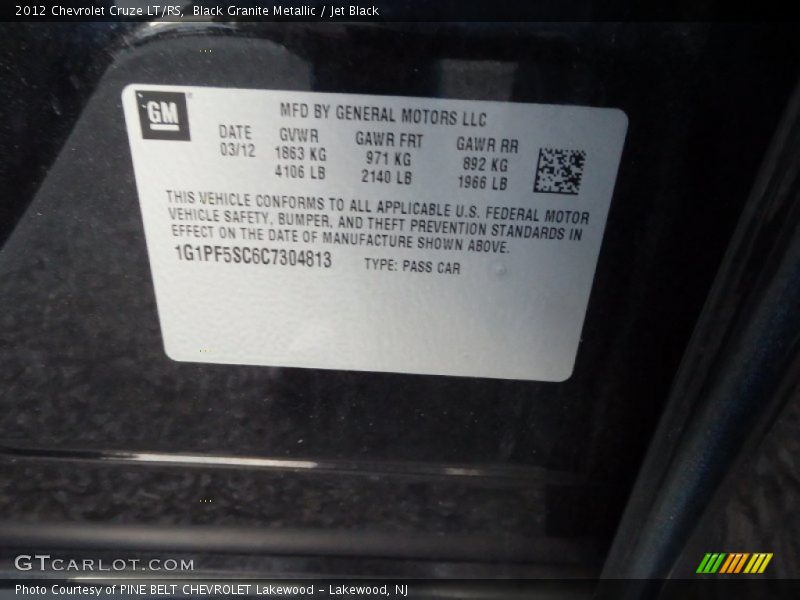 2012 Chevrolet Cruze LT/RS, Black Granite Metallic / Jet Black
GM
MFD BY GENERAL MOTORS LLC
DATE GVWR GAWR FRT GAWR RR
03/12 1863 KG 971 KG 892 KG
4106 LB 2140 LB 1966 LB
THIS VEHICLE CONFORMS TO ALL APPLICABLE U.S. FEDERAL MOTOR
VEHICLE SAFETY, BUMPER, AND THEFT PREVENTION STANDARDS IN
EFFECT ON THE DATE OF MANUFACTURE SHOWN ABOVE.
1G1PF5SC6C7304813 TYPE: PASS CAR
GTCARLOT.COM
Photo Courtesy of PINE BELT CHEVROLET Lakewood - Lakewood, NJ